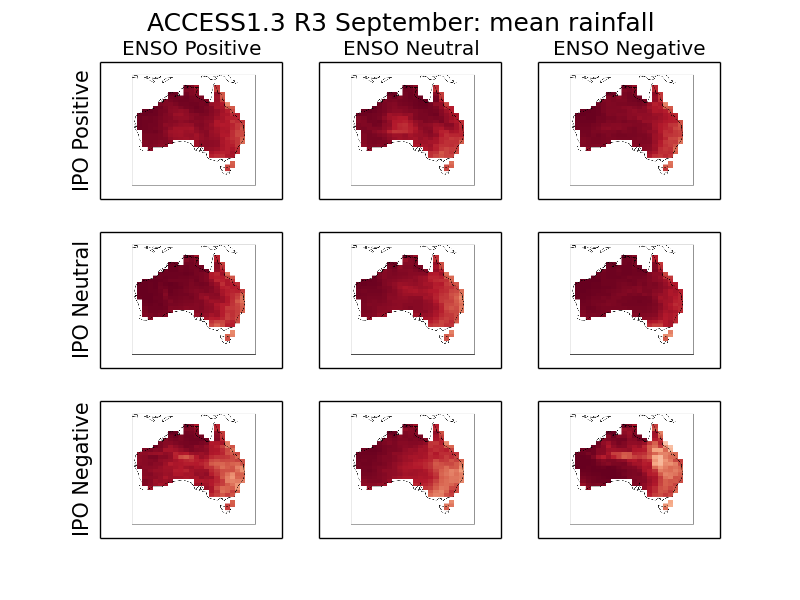 ACCESS1.3 R3 September: mean rainfall
ENSO Positive
ENSO Neutral
ENSO Negative
IPO Positive
IPO Neutral
IPO Negative